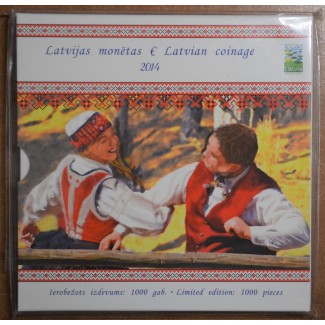 Latvijas monētas € Latvian coinage
2014
Ierobežots izdevums: 1000 gab. • Limited edition: 1000 pieces